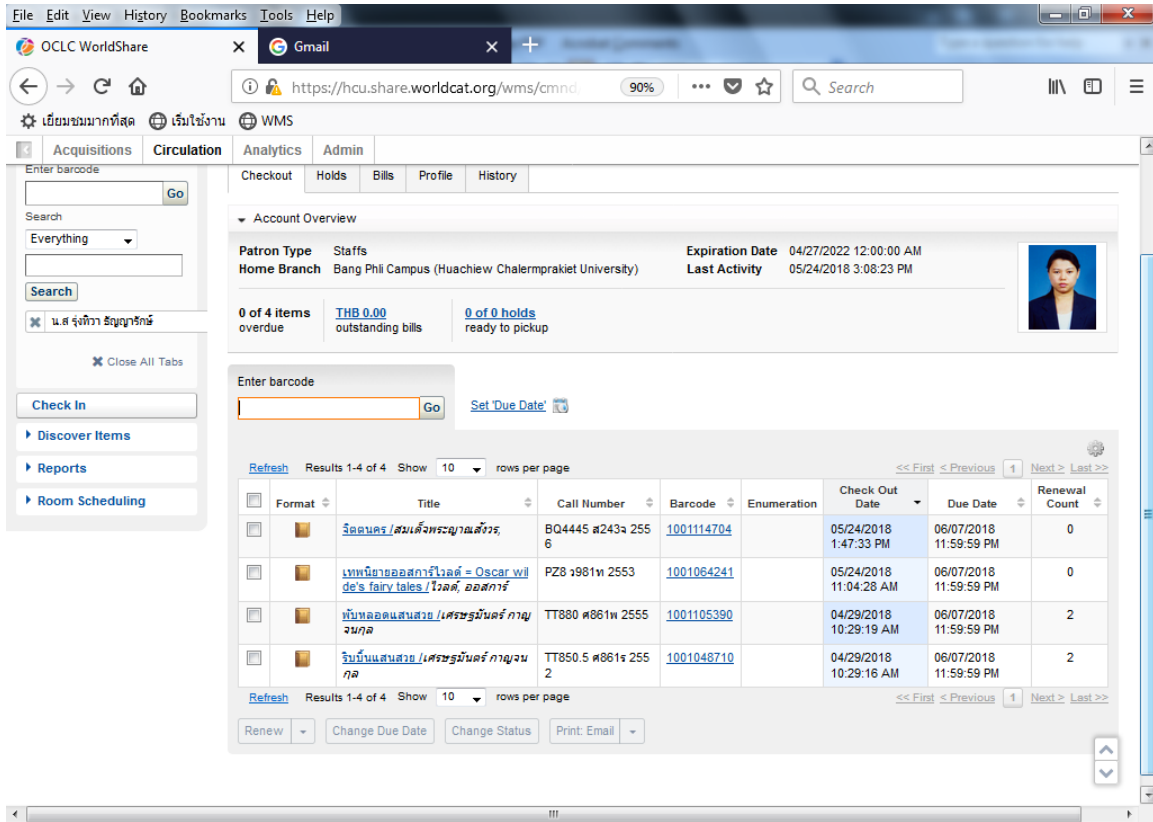 File Edit View History Bookmarks Tools Help
OCLC WorldShare
Gmail
https://hcu.share.worldcat.org/wms/cmnd
90%
Search
เยี่ยมชมมากที่สุด เริ่มใช้งาน WMS
Acquisitions Circulation Analytics Admin
Enter barcode
Go
Search
Everything
Search
น.ส รุ่งทิวา ธัญญารักษ์
Close All Tabs
Check In
Discover Items
Reports
Room Scheduling
Checkout Holds Bills Profile History
Account Overview
Patron Type Staffs
Home Branch Bang Phli Campus (Huachiew Chalermprakiet University)
Expiration Date 04/27/2022 12:00:00 AM
Last Activity 05/24/2018 3:08:23 PM
0 of 4 items THB 0.00 0 of 0 holds
overdue outstanding bills ready to pickup
Enter barcode
Go Set 'Due Date'
Refresh Results 1-4 of 4 Show 10 rows per page << First < Previous 1 Next > Last >>
Format Title Call Number Barcode Enumeration Check Out Date Due Date Renewal Count
จิตตนคร /สมเด็จพระญาณสังวร, BQ4445 ส243จ 255 1001114704 05/24/2018 06/07/2018 0
6 1:47:33 PM 11:59:59 PM
เทพนิยายออสการ์ไวลด์ = Oscar wil PZ8 ว981ท 2553 1001064241 05/24/2018 06/07/2018 0
de's fairy tales /ไวลด์, ออสการ์ 11:04:28 AM 11:59:59 PM
พับหลอดแสนสวย /เศรษฐมันตร์ กาญ TT880 ศ861พ 2555 1001105390 04/29/2018 06/07/2018 2
จนกุล 10:29:19 AM 11:59:59 PM
ริบบิ้นแสนสวย /เศรษฐมันตร์ กาญจน TT850.5 ศ861ร 255 1001048710 04/29/2018 06/07/2018 2
กุล 2 10:29:16 AM 11:59:59 PM
Refresh Results 1-4 of 4 Show 10 rows per page << First < Previous 1 Next > Last >>
Renew Change Due Date Change Status Print: Email